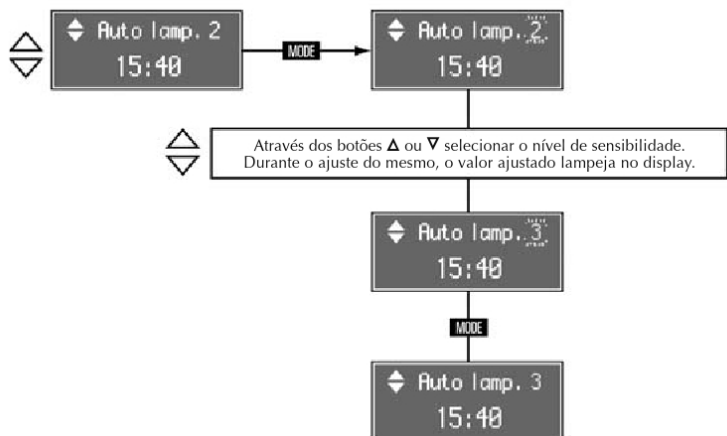 Auto lamp. 2
15:40
MODE
Auto lamp. 2
15:40
Através dos botões Δ ou ∇ selecionar o nível de sensibilidade.
Durante o ajuste do mesmo, o valor ajustado lampeja no display.
Auto lamp. 3
15:40
MODE
Auto lamp. 3
15:40